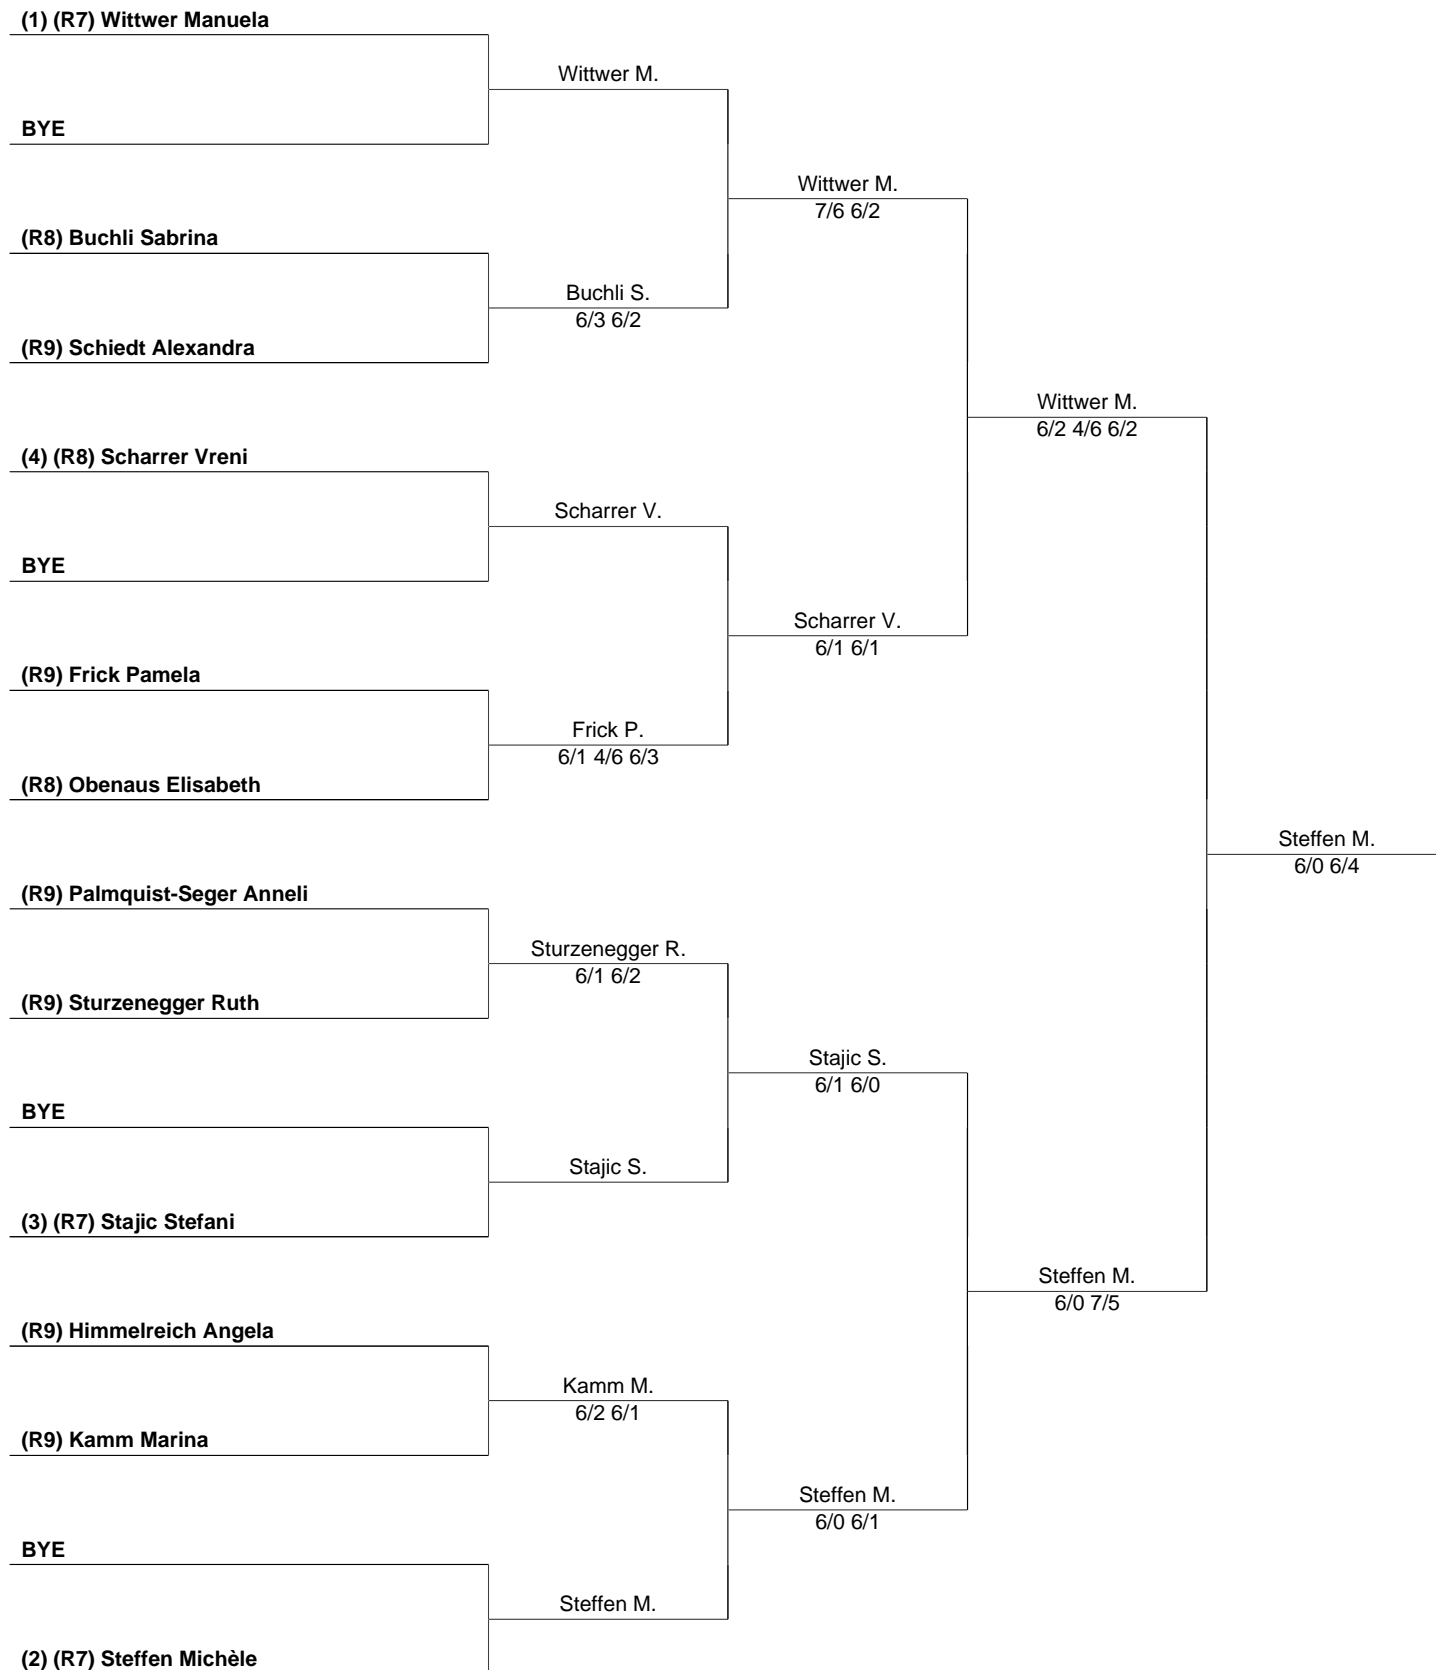 (1) (R7) Wittwer Manuela
Wittwer M.
BYE
Wittwer M.
7/6 6/2
(R8) Buchli Sabrina
Buchli S.
6/3 6/2
(R9) Schiedt Alexandra
Wittwer M.
6/2 4/6 6/2
(4) (R8) Scharrer Vreni
Scharrer V.
BYE
Scharrer V.
6/1 6/1
(R9) Frick Pamela
Frick P.
6/1 4/6 6/3
(R8) Obenaus Elisabeth
Steffen M.
6/0 6/4
(R9) Palmquist-Seger Anneli
Sturzenegger R.
6/1 6/2
(R9) Sturzenegger Ruth
Stajic S.
6/1 6/0
BYE
Stajic S.
(3) (R7) Stajic Stefani
Steffen M.
6/0 7/5
(R9) Himmelreich Angela
Kamm M.
6/2 6/1
(R9) Kamm Marina
Steffen M.
6/0 6/1
BYE
Steffen M.
(2) (R7) Steffen Michèle